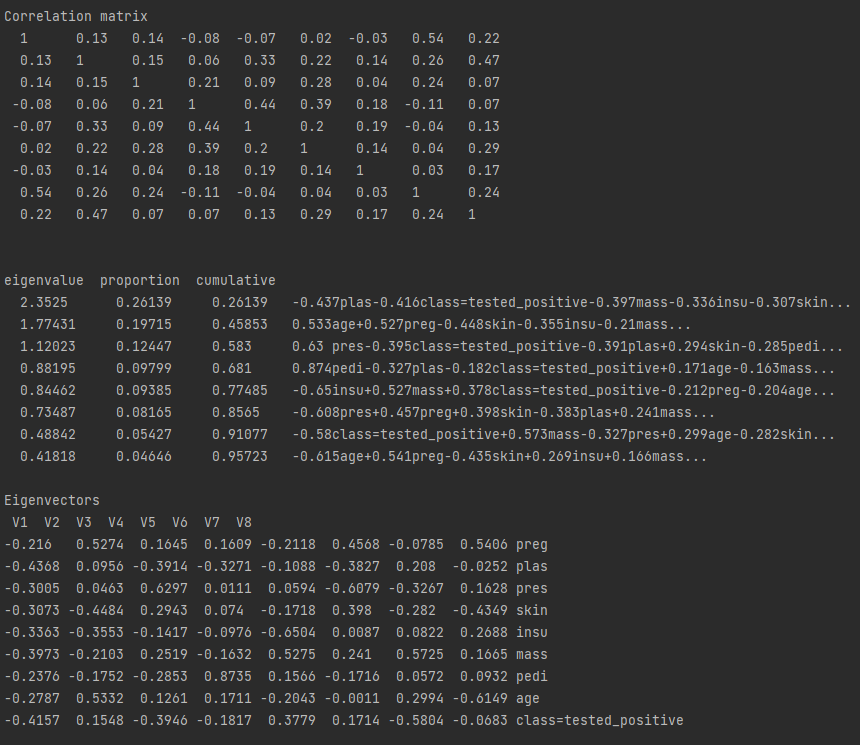 Correlation matrix
1 0.13 0.14 -0.08 -0.07 0.02 -0.03 0.54 0.22
0.13 1 0.15 0.06 0.33 0.22 0.14 0.26 0.47
0.14 0.15 1 0.21 0.09 0.28 0.04 0.24 0.07
-0.08 0.06 0.21 1 0.44 0.39 0.18 -0.11 0.07
-0.07 0.33 0.09 0.44 1 0.2 0.19 -0.04 0.13
0.02 0.22 0.28 0.39 0.2 1 0.14 0.04 0.29
-0.03 0.14 0.04 0.18 0.19 0.14 1 0.03 0.17
0.54 0.26 0.24 -0.11 -0.04 0.04 0.03 1 0.24
0.22 0.47 0.07 0.07 0.13 0.29 0.17 0.24 1
eigenvalue proportion cumulative
2.3525 0.26139 0.26139 -0.437plas-0.416class=tested_positive-0.397mass-0.336insu-0.307skin...
1.77431 0.19715 0.45853 0.533age+0.527preg-0.448skin-0.355insu-0.21mass...
1.12023 0.12447 0.583 0.63 pres-0.395class=tested_positive-0.391plas+0.294skin-0.285pedi...
0.88195 0.09799 0.681 0.874pedi-0.327plas-0.182class=tested_positive+0.171age-0.163mass...
0.84462 0.09385 0.77485 -0.65insu+0.527mass+0.378class=tested_positive-0.212preg-0.204age...
0.73487 0.08165 0.8565 -0.608pres+0.457preg+0.398skin-0.383plas+0.241mass...
0.48842 0.05427 0.91077 -0.58class=tested_positive+0.573mass-0.327pres+0.299age-0.282skin...
0.41818 0.04646 0.95723 -0.615age+0.541preg-0.435skin+0.269insu+0.166mass...
Eigenvectors
V1 V2 V3 V4 V5 V6 V7 V8
-0.216 0.5274 0.1645 0.1609 -0.2118 0.4568 -0.0785 0.5406 preg
-0.4368 0.0956 -0.3914 -0.3271 -0.1088 -0.3827 0.208 -0.0252 plas
-0.3005 0.0463 0.6297 0.0111 0.0594 -0.6079 -0.3267 0.1628 pres
-0.3073 -0.4484 0.2943 0.074 -0.1718 0.398 -0.282 -0.4349 skin
-0.3363 -0.3553 -0.1417 -0.0976 -0.6504 0.0087 0.0822 0.2688 insu
-0.3973 -0.2103 0.2519 -0.1632 0.5275 0.241 0.5725 0.1665 mass
-0.2376 -0.1752 -0.2853 0.8735 0.1566 -0.1716 0.0572 0.0932 pedi
-0.2787 0.5332 0.1261 0.1711 -0.2043 -0.0011 0.2994 -0.6149 age
-0.4157 0.1548 -0.3946 -0.1817 0.3779 0.1714 -0.5804 -0.0683 class=tested_positive